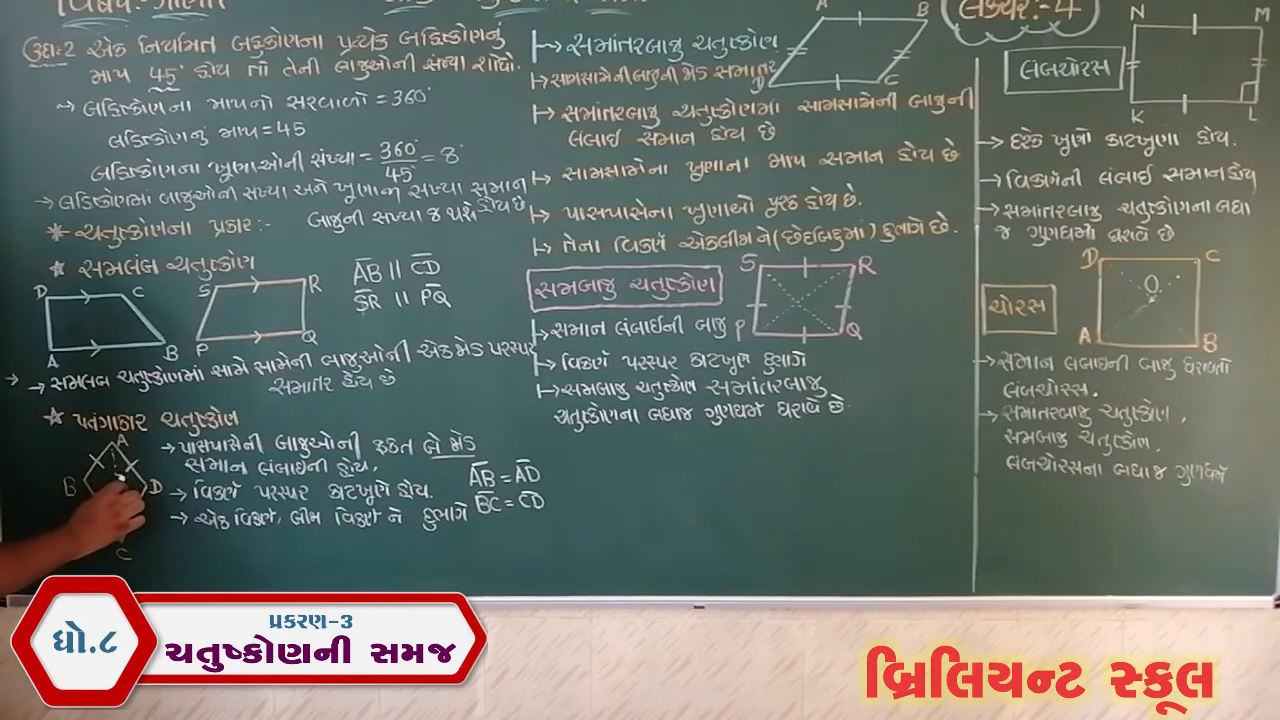 વિષય:-ગણિત
લેક્ચર:-4
ઉદા:2 એક નિયમિત બહુકોણના પ્રત્યેક બહિષ્કોણનું
માપ 45° હોય તો તેની બાજુઓની સંખ્યા શોધો.
→ બહિષ્કોણના માપનો સરવાળો = 360°
બહિષ્કોણનું માપ = 45
બહિષ્કોણના ખૂણાઓની સંખ્યા = 360°/45° = 8°
→ બહિષ્કોણમાં બાજુઓની સંખ્યા અને ખૂણાની સંખ્યા સમાન હોય છે
બાજુની સંખ્યા 8 થશે
* ચતુષ્કોણના પ્રકાર:-
★ સમલંબ ચતુષ્કોણ
D C
A B
S R
P Q
AB || CD
SR || PQ
→ સમલંબ ચતુષ્કોણમાં સામે સામેની બાજુઓની એકજોડ પરસ્પર
સમાંતર હોય છે
★ પતંગાકાર ચતુષ્કોણ
A
B D
C
→ પાસપાસેની બાજુઓની ફકત બે જોડ
સમાન લંબાઇની હોય.
→ વિકર્ણ પરસ્પર કાટખૂણે હોય.
→ એક વિકર્ણ, બીજા વિકર્ણ ને દુભાગે
AB = AD
BC = CD
→ સમાંતરબાજુ ચતુષ્કોણ
A B
D C
→ સામસામેની બાજુની જોડ સમાંતર
→ સમાંતરબાજુ ચતુષ્કોણમાં સામસામેની બાજુની
લંબાઈ સમાન હોય છે
→ સામસામેના ખૂણાના માપ સમાન હોય છે
→ પાસપાસેના ખૂણાઓ પૂરક હોય છે.
→ તેના વિકર્ણ એકબીજાને (છેદબિંદુમાં) દુભાગે છે.
સમબાજુ ચતુષ્કોણ
S R
P Q
→ સમાન લંબાઈની બાજુ
→ વિકર્ણ પરસ્પર કાટખૂણે દુભાગે
→ સમબાજુ ચતુષ્કોણ સમાંતરબાજુ
ચતુષ્કોણના બધાજ ગુણધર્મ ધરાવે છે.
લંબચોરસ
N M
K L
→ દરેક ખૂણો કાટખૂણો હોય.
→ વિકર્ણની લંબાઈ સમાન હોય
→ સમાંતરબાજુ ચતુષ્કોણના બધા
જ ગુણધર્મો ધરાવે છે
ચોરસ
D C
O
A B
→ સમાન લંબાઇની બાજુ ધરાવતો
લંબચોરસ.
→ સમાંતરબાજુ ચતુષ્કોણ,
સમબાજુ ચતુષ્કોણ,
લંબચોરસના બધા જ ગુણધર્મ
ધો.૮
પ્રકરણ-3
ચતુષ્કોણની સમજ
બ્રિલિયન્ટ સ્કૂલ